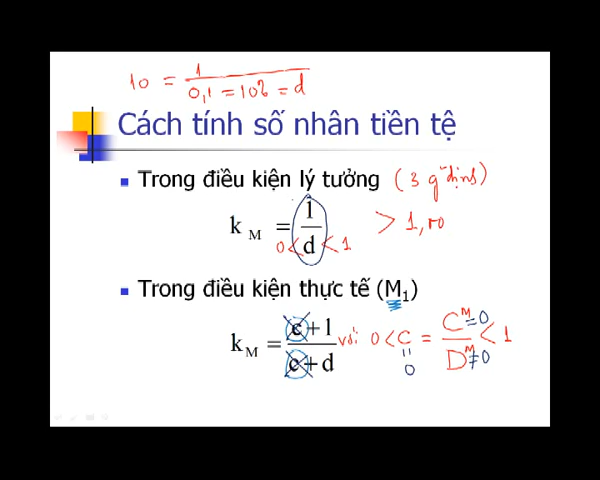 10 = 1 / 0,1 = 10% = d
Cách tính số nhân tiền tệ
Trong điều kiện lý tưởng (3 gđịnh)
k M = 1 / d > 1, ro
0 < d < 1
Trong điều kiện thực tế (M1)
k M = c + 1 / c + d với 0 < C = C^M = 0 / D^M ≠ 0 < 1
0